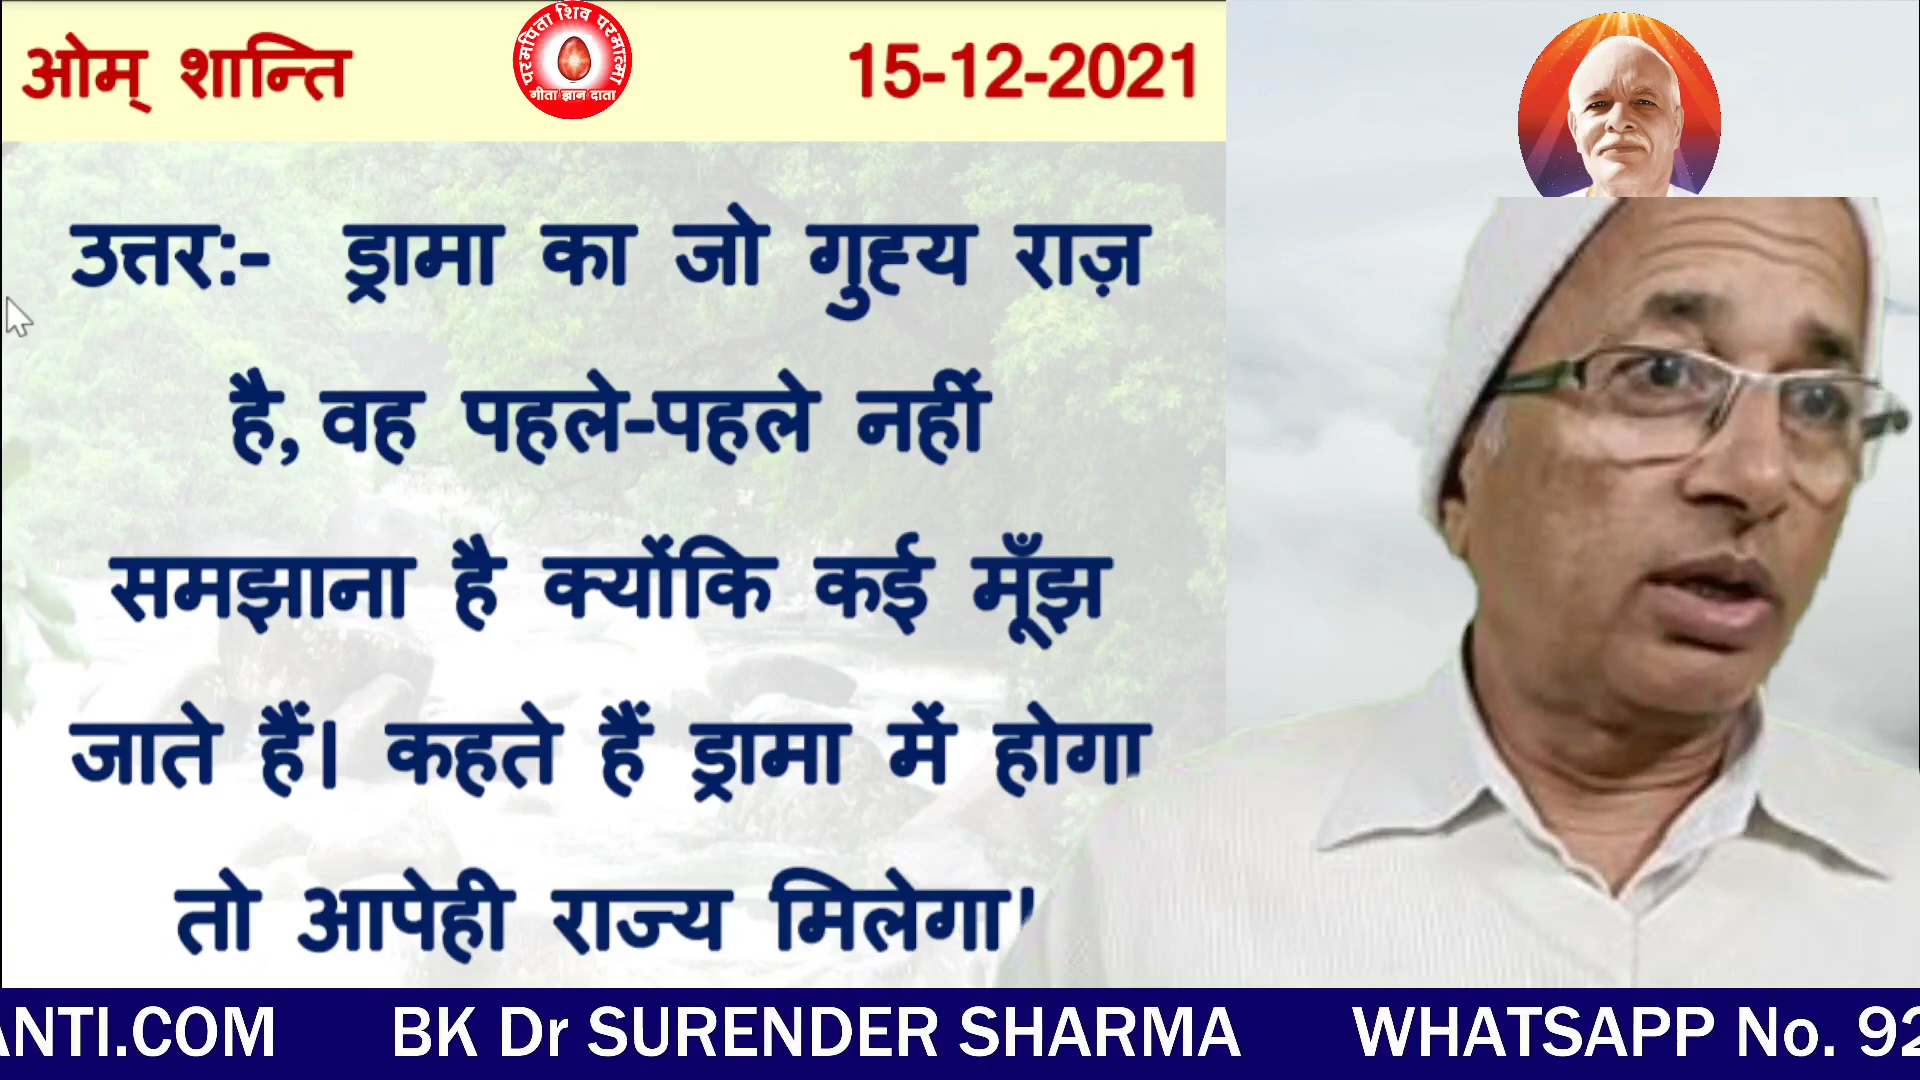 ओम् शान्ति
परमपिता शिव परमात्मा
गीता ज्ञान दाता
15-12-2021
उत्तर:- ड्रामा का जो गुह्य राज़
है, वह पहले-पहले नहीं
समझाना है क्योंकि कई मूँझ
जाते हैं। कहते हैं ड्रामा में होगा
तो आपेही राज्य मिलेगा।
ANTI.COM BK Dr SURENDER SHARMA WHATSAPP No. 92